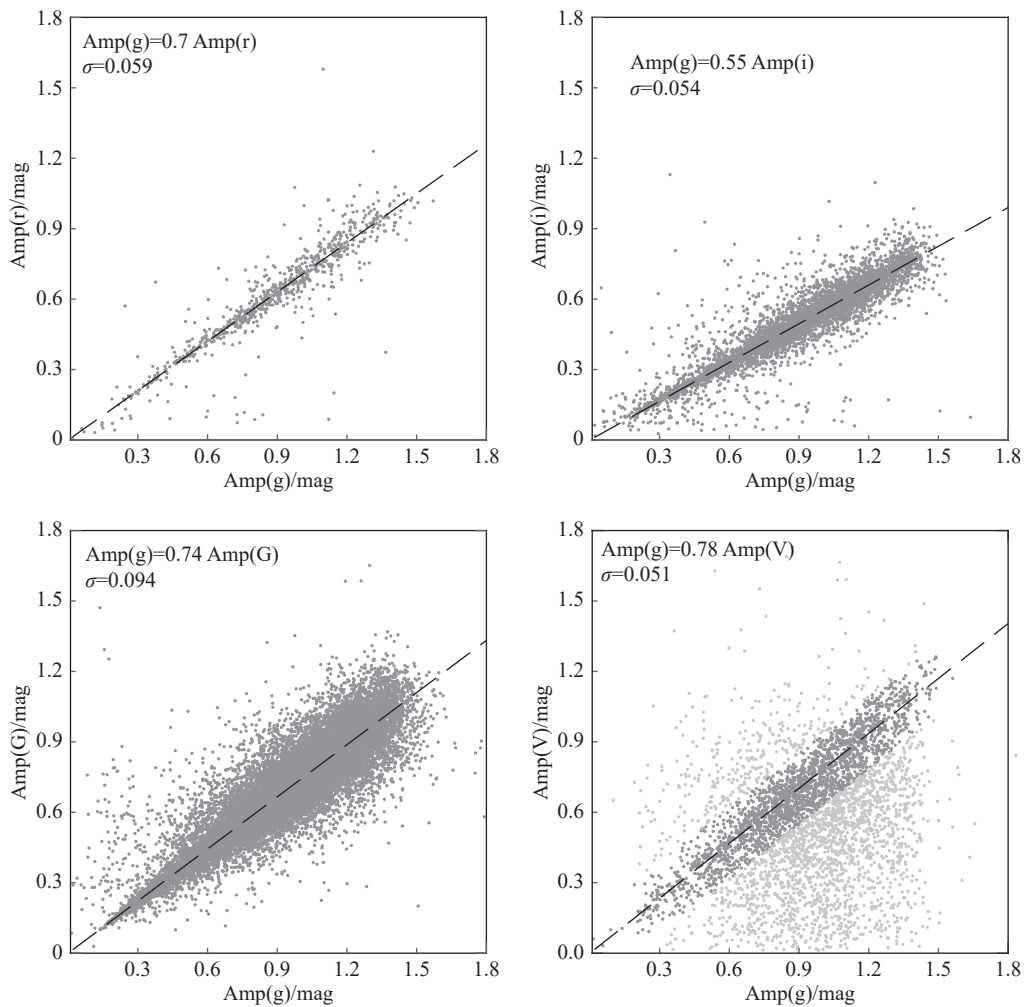 Amp(g)=0.7 Amp(r)
σ=0.059
1.8
1.5
1.2
0.9
0.6
0.3
0
Amp(r)/mag
0.3 0.6 0.9 1.2 1.5 1.8
Amp(g)/mag
Amp(g)=0.55 Amp(i)
σ=0.054
1.8
1.5
1.2
0.9
0.6
0.3
0
Amp(i)/mag
0.3 0.6 0.9 1.2 1.5 1.8
Amp(g)/mag
Amp(g)=0.74 Amp(G)
σ=0.094
1.8
1.5
1.2
0.9
0.6
0.3
0
Amp(G)/mag
0.3 0.6 0.9 1.2 1.5 1.8
Amp(g)/mag
Amp(g)=0.78 Amp(V)
σ=0.051
1.8
1.5
1.2
0.9
0.6
0.3
0.0
Amp(V)/mag
0.3 0.6 0.9 1.2 1.5 1.8
Amp(g)/mag